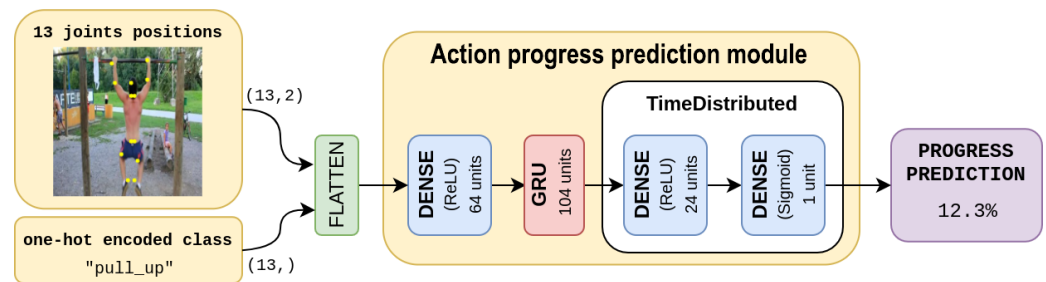 13 joints positions
(13,2)
one-hot encoded class
"pull_up"
(13,)
FLATTEN
Action progress prediction module
DENSE
(ReLU)
64 units
GRU
104 units
TimeDistributed
DENSE
(ReLU)
24 units
DENSE
(Sigmoid)
1 unit
PROGRESS
PREDICTION
12.3%